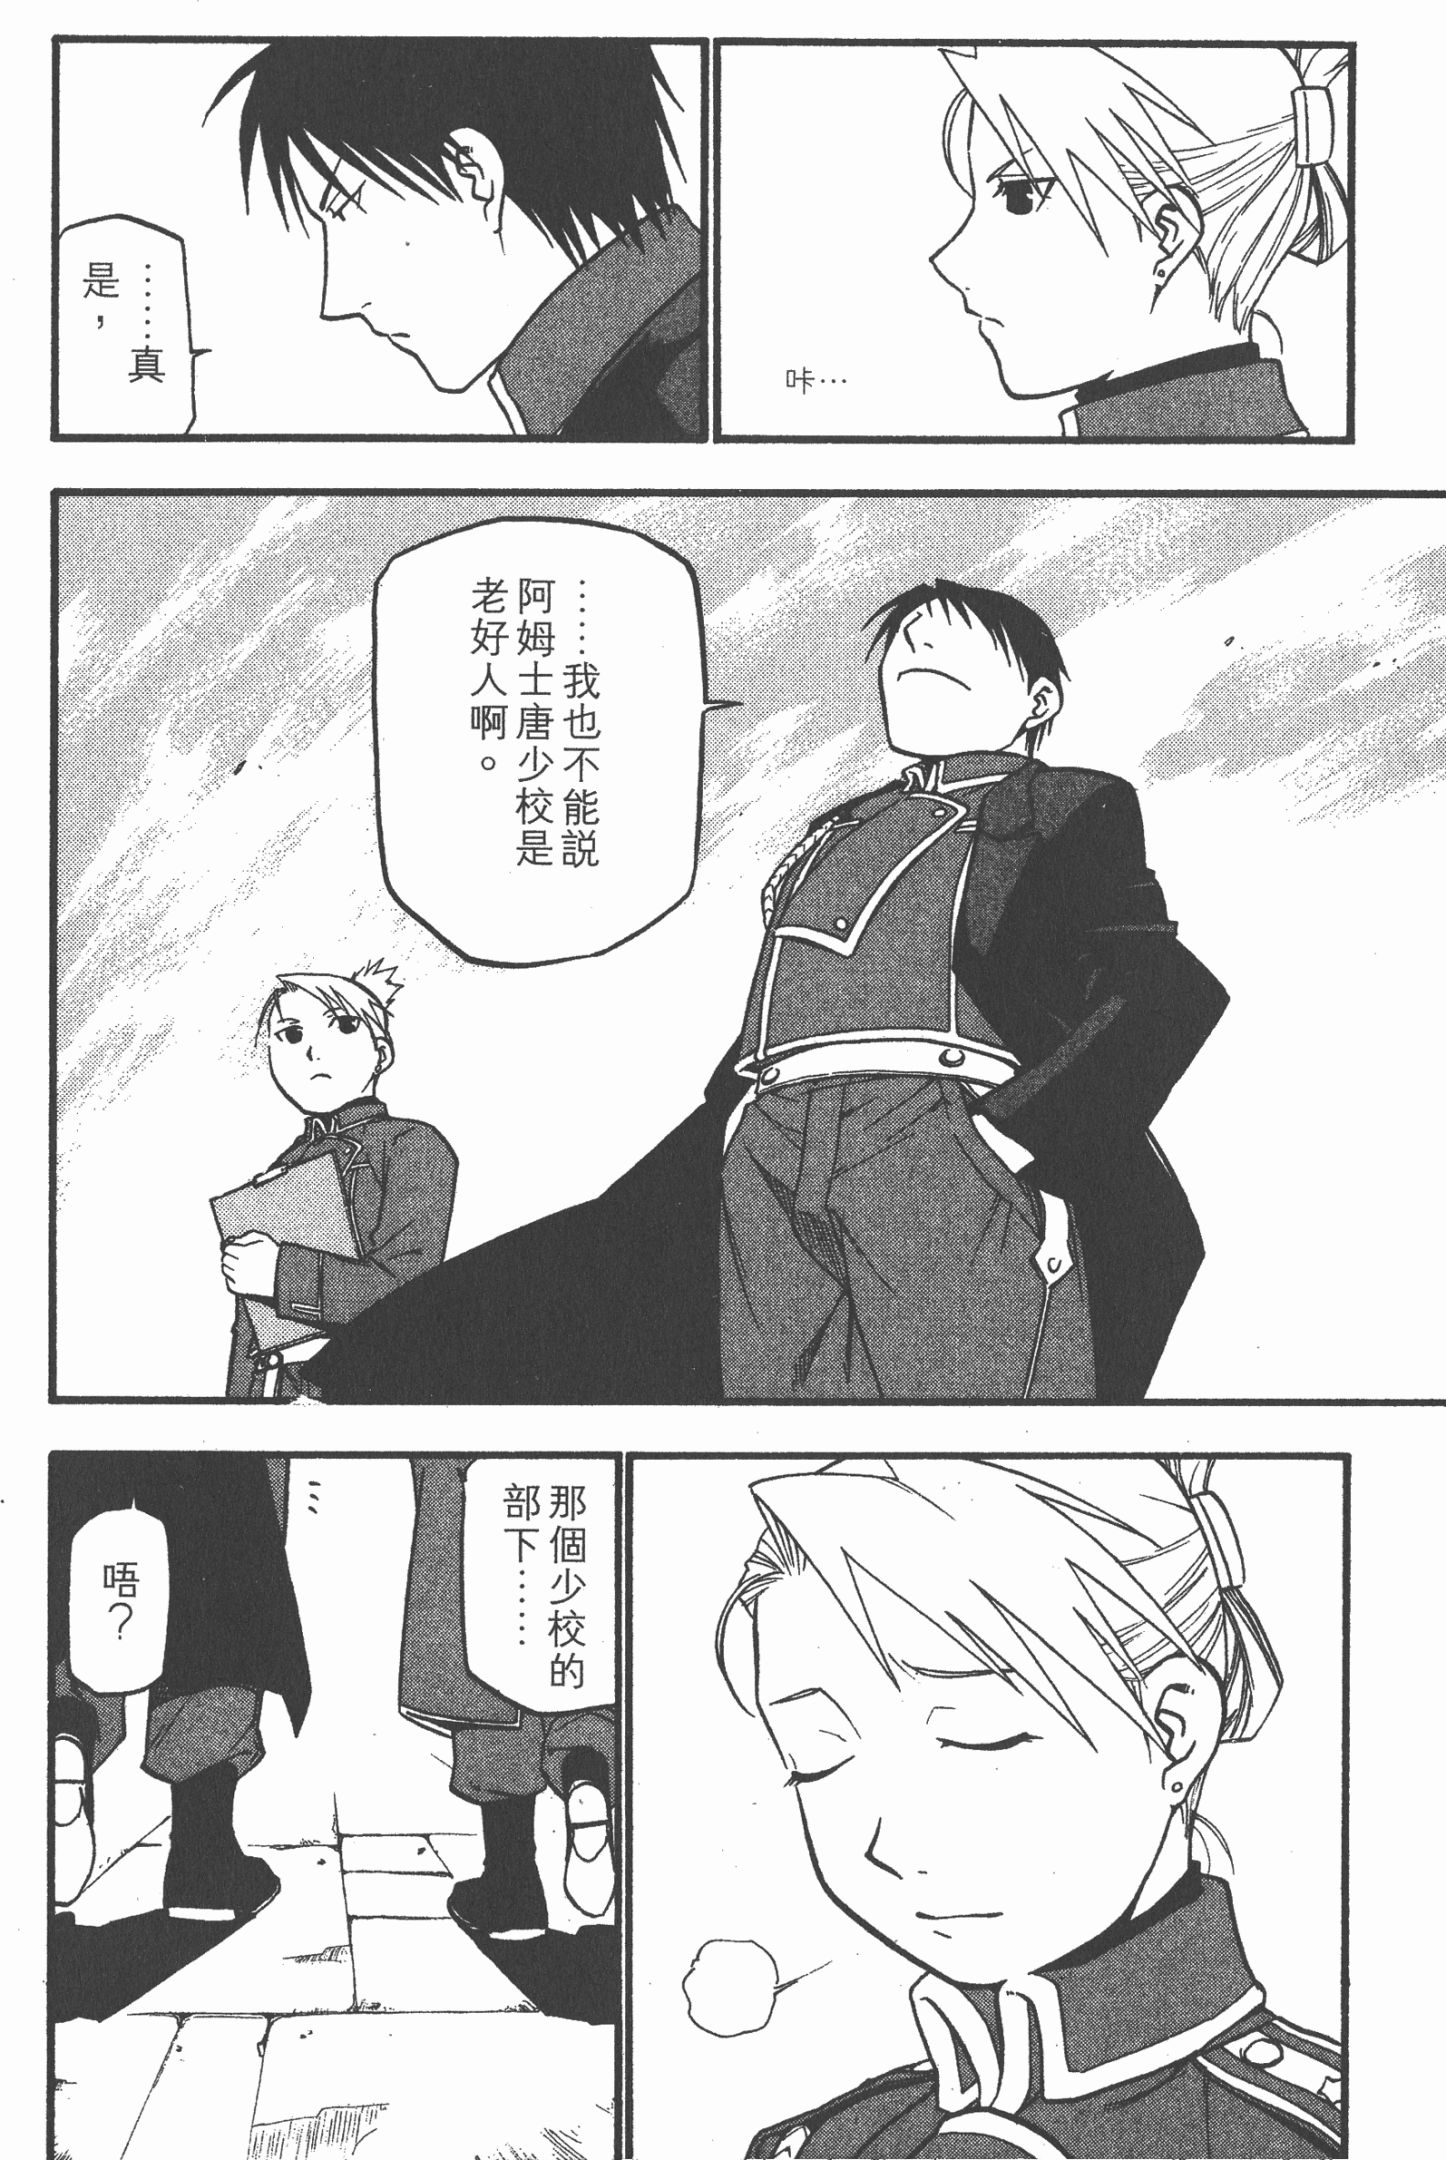 咔…
……真
是，
……我也不能説
阿姆士唐少校是
老好人啊。
那個少校的
部下……
唔？